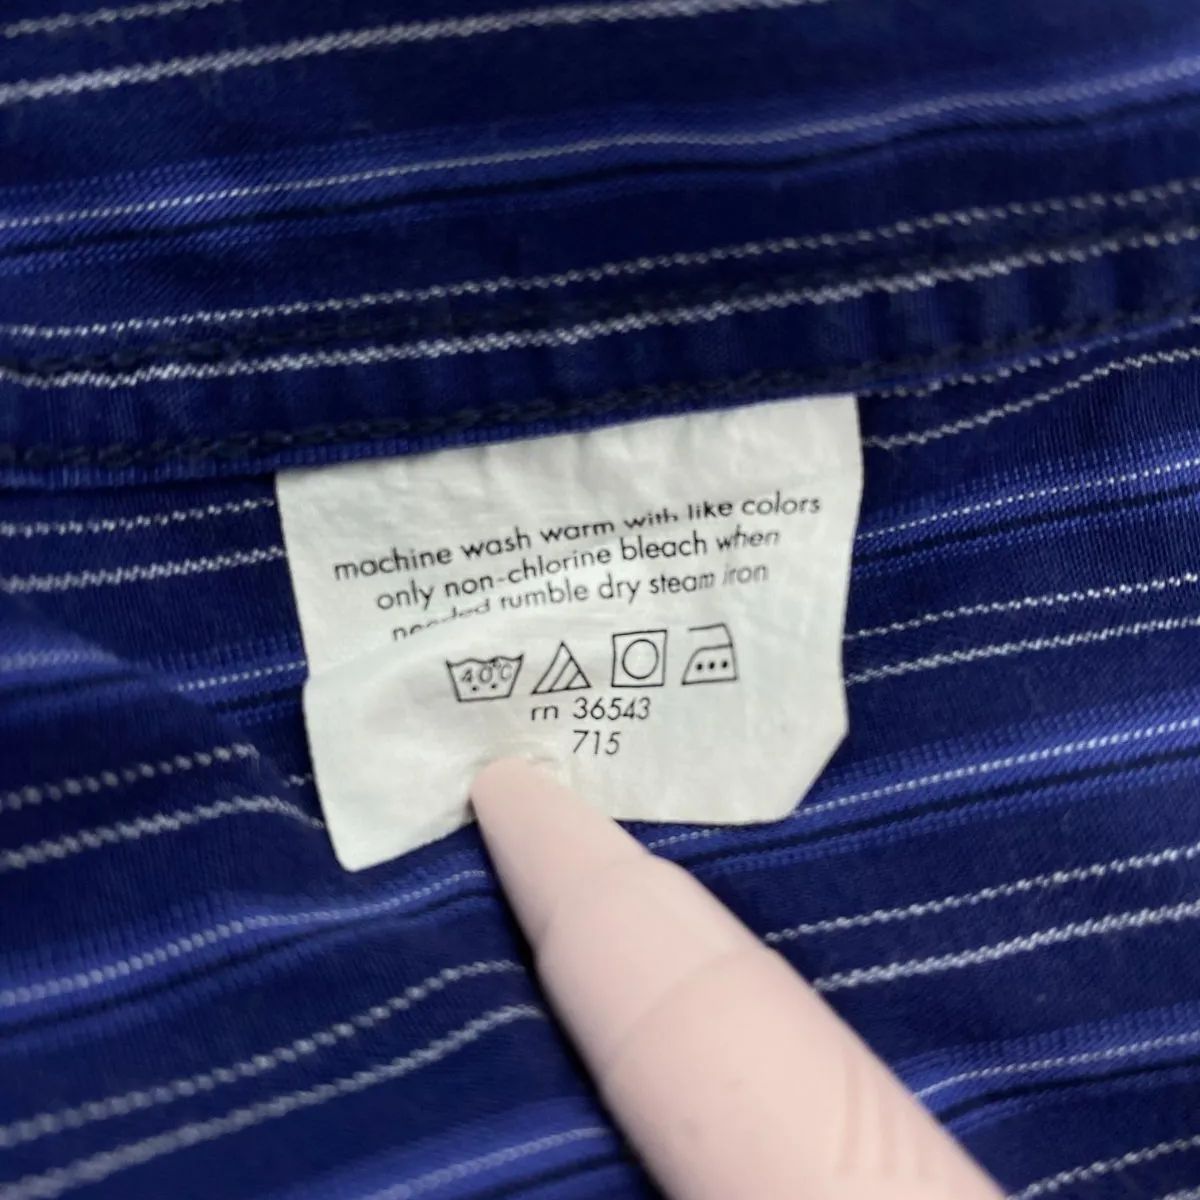 machine wash warm with like colors
only non-chlorine bleach when
needed tumble dry steam iron
40°C
rn 36543
715